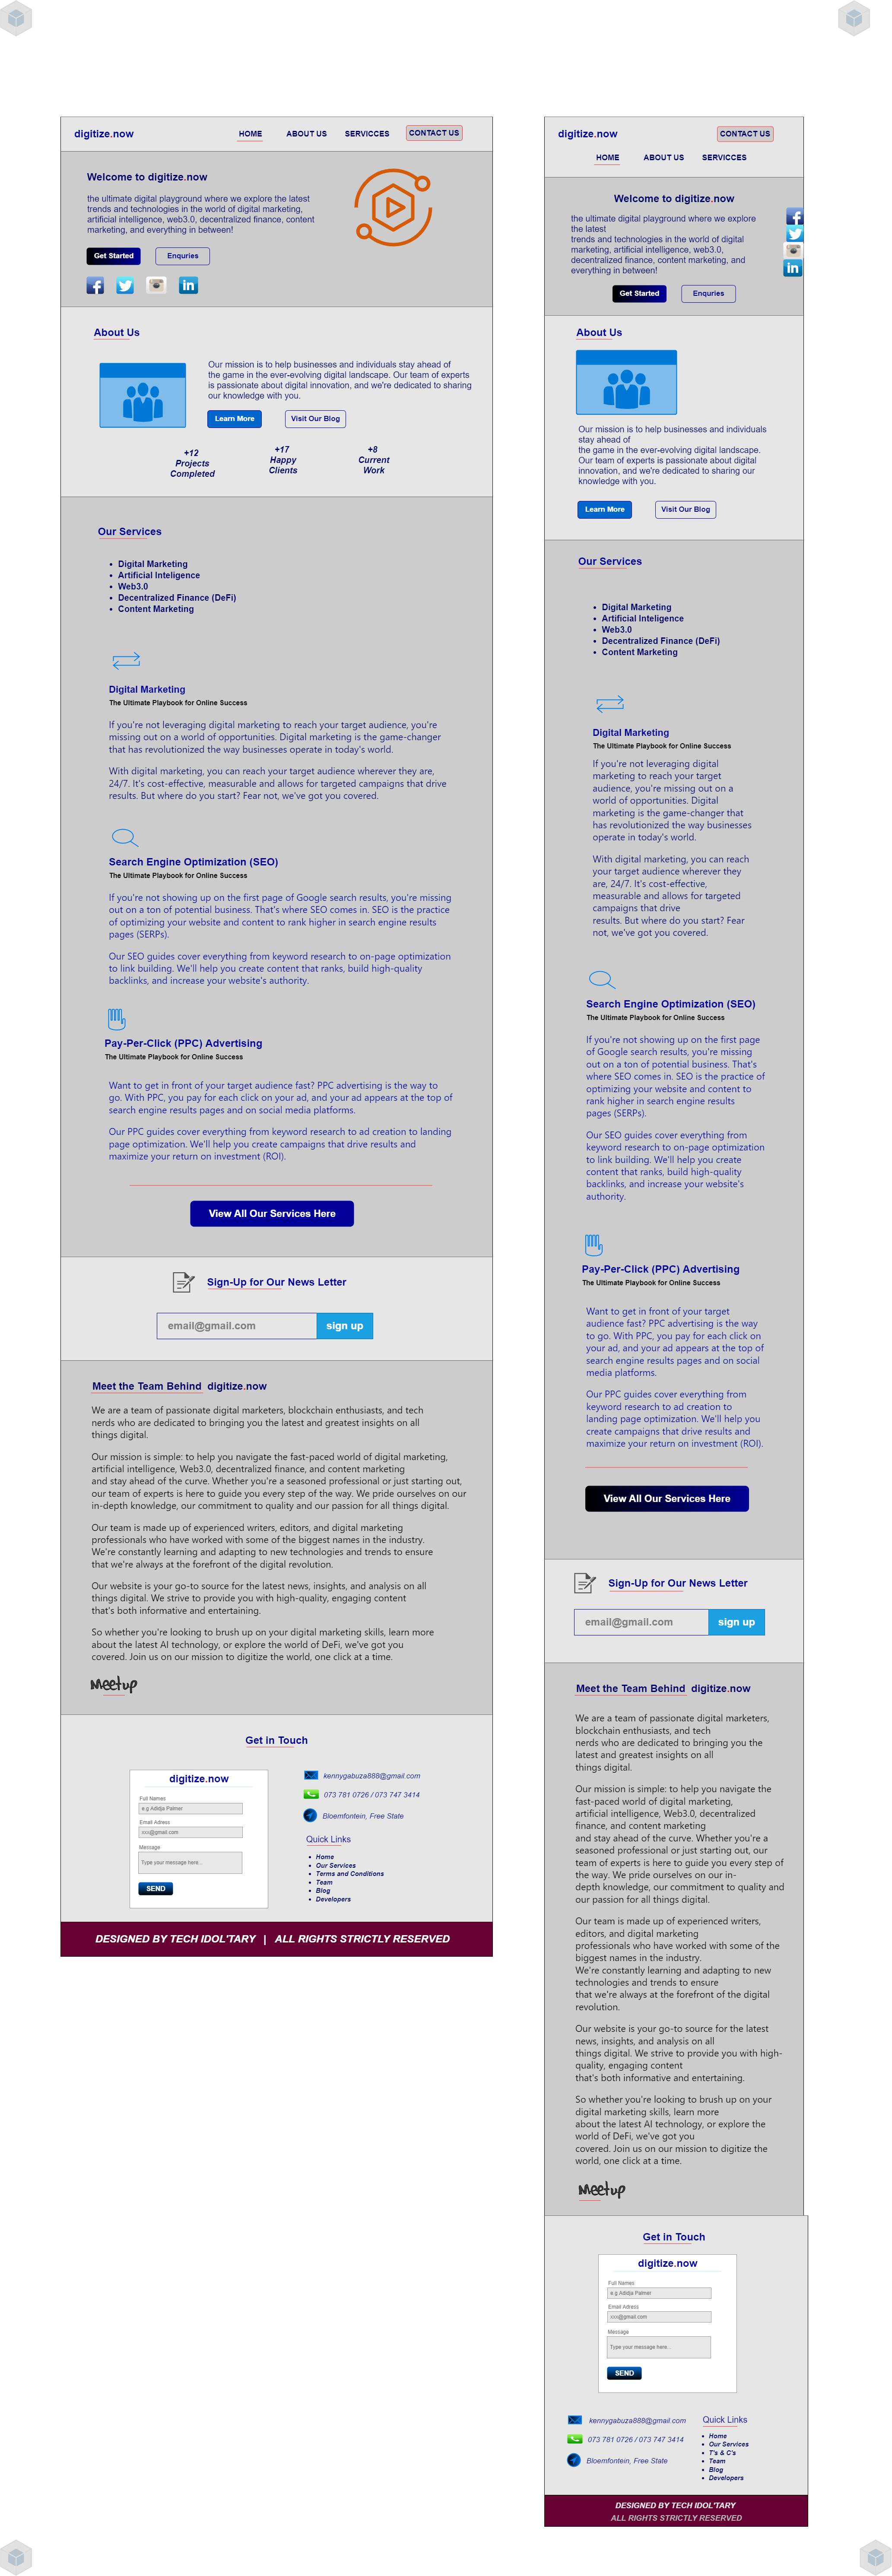 digitize.now
HOME
ABOUT US
SERVICCES
CONTACT US
Welcome to digitize.now
the ultimate digital playground where we explore the latest
trends and technologies in the world of digital marketing,
artificial intelligence, web3.0, decentralized finance, content
marketing, and everything in between!
Get Started
Enquries
in
About Us
Our mission is to help businesses and individuals stay ahead of
the game in the ever-evolving digital landscape. Our team of experts
is passionate about digital innovation, and we're dedicated to sharing
our knowledge with you.
Learn More
Visit Our Blog
+12
Projects
Completed
+17
Happy
Clients
+8
Current
Work
Our Services
• Digital Marketing
• Artificial Inteligence
• Web3.0
• Decentralized Finance (DeFi)
• Content Marketing
Digital Marketing
The Ultimate Playbook for Online Success
If you're not leveraging digital marketing to reach your target audience, you're
missing out on a world of opportunities. Digital marketing is the game-changer
that has revolutionized the way businesses operate in today's world.
With digital marketing, you can reach your target audience wherever they are,
24/7. It's cost-effective, measurable and allows for targeted campaigns that drive
results. But where do you start? Fear not, we've got you covered.
Search Engine Optimization (SEO)
The Ultimate Playbook for Online Success
If you're not showing up on the first page of Google search results, you're missing
out on a ton of potential business. That's where SEO comes in. SEO is the practice
of optimizing your website and content to rank higher in search engine results
pages (SERPs).
Our SEO guides cover everything from keyword research to on-page optimization
to link building. We'll help you create content that ranks, build high-quality
backlinks, and increase your website's authority.
Pay-Per-Click (PPC) Advertising
The Ultimate Playbook for Online Success
Want to get in front of your target audience fast? PPC advertising is the way to
go. With PPC, you pay for each click on your ad, and your ad appears at the top of
search engine results pages and on social media platforms.
Our PPC guides cover everything from keyword research to ad creation to landing
page optimization. We'll help you create campaigns that drive results and
maximize your return on investment (ROI).
View All Our Services Here
Sign-Up for Our News Letter
email@gmail.com
sign up
Meet the Team Behind digitize.now
We are a team of passionate digital marketers, blockchain enthusiasts, and tech
nerds who are dedicated to bringing you the latest and greatest insights on all
things digital.
Our mission is simple: to help you navigate the fast-paced world of digital marketing,
artificial intelligence, Web3.0, decentralized finance, and content marketing
and stay ahead of the curve. Whether you're a seasoned professional or just starting out,
our team of experts is here to guide you every step of the way. We pride ourselves on our
in-depth knowledge, our commitment to quality and our passion for all things digital.
Our team is made up of experienced writers, editors, and digital marketing
professionals who have worked with some of the biggest names in the industry.
We're constantly learning and adapting to new technologies and trends to ensure
that we're always at the forefront of the digital revolution.
Our website is your go-to source for the latest news, insights, and analysis on all
things digital. We strive to provide you with high-quality, engaging content
that's both informative and entertaining.
So whether you're looking to brush up on your digital marketing skills, learn more
about the latest AI technology, or explore the world of DeFi, we've got you
covered. Join us on our mission to digitize the world, one click at a time.
Meetup
Get in Touch
digitize.now
Full Names
e.g Adidja Palmer
Email Adress
xxx@gmail.com
Message
Type your message here...
SEND
kennygabuza888@gmail.com
073 781 0726 / 073 747 3414
Bloemfontein, Free State
Quick Links
• Home
• Our Services
• Terms and Conditions
• Team
• Blog
• Developers
DESIGNED BY TECH IDOL'TARY | ALL RIGHTS STRICTLY RESERVED
digitize.now
CONTACT US
HOME
ABOUT US
SERVICCES
Welcome to digitize.now
the ultimate digital playground where we explore
the latest
trends and technologies in the world of digital
marketing, artificial intelligence, web3.0,
decentralized finance, content marketing, and
everything in between!
in
Get Started
Enquries
About Us
Our mission is to help businesses and individuals
stay ahead of
the game in the ever-evolving digital landscape.
Our team of experts is passionate about digital
innovation, and we're dedicated to sharing our
knowledge with you.
Learn More
Visit Our Blog
Our Services
• Digital Marketing
• Artificial Inteligence
• Web3.0
• Decentralized Finance (DeFi)
• Content Marketing
Digital Marketing
The Ultimate Playbook for Online Success
If you're not leveraging digital
marketing to reach your target
audience, you're missing out on a
world of opportunities. Digital
marketing is the game-changer that
has revolutionized the way businesses
operate in today's world.
With digital marketing, you can reach
your target audience wherever they
are, 24/7. It's cost-effective,
measurable and allows for targeted
campaigns that drive
results. But where do you start? Fear
not, we've got you covered.
Search Engine Optimization (SEO)
The Ultimate Playbook for Online Success
If you're not showing up on the first page
of Google search results, you're missing
out on a ton of potential business. That's
where SEO comes in. SEO is the practice of
optimizing your website and content to
rank higher in search engine results
pages (SERPs).
Our SEO guides cover everything from
keyword research to on-page optimization
to link building. We'll help you create
content that ranks, build high-quality
backlinks, and increase your website's
authority.
Pay-Per-Click (PPC) Advertising
The Ultimate Playbook for Online Success
Want to get in front of your target
audience fast? PPC advertising is the way
to go. With PPC, you pay for each click on
your ad, and your ad appears at the top of
search engine results pages and on social
media platforms.
Our PPC guides cover everything from
keyword research to ad creation to
landing page optimization. We'll help you
create campaigns that drive results and
maximize your return on investment (ROI).
View All Our Services Here
Sign-Up for Our News Letter
email@gmail.com
sign up
Meet the Team Behind digitize.now
We are a team of passionate digital marketers,
blockchain enthusiasts, and tech
nerds who are dedicated to bringing you the
latest and greatest insights on all
things digital.
Our mission is simple: to help you navigate the
fast-paced world of digital marketing,
artificial intelligence, Web3.0, decentralized
finance, and content marketing
and stay ahead of the curve. Whether you're a
seasoned professional or just starting out, our
team of experts is here to guide you every step of
the way. We pride ourselves on our in-
depth knowledge, our commitment to quality and
our passion for all things digital.
Our team is made up of experienced writers,
editors, and digital marketing
professionals who have worked with some of the
biggest names in the industry.
We're constantly learning and adapting to new
technologies and trends to ensure
that we're always at the forefront of the digital
revolution.
Our website is your go-to source for the latest
news, insights, and analysis on all
things digital. We strive to provide you with high-
quality, engaging content
that's both informative and entertaining.
So whether you're looking to brush up on your
digital marketing skills, learn more
about the latest AI technology, or explore the
world of DeFi, we've got you
covered. Join us on our mission to digitize the
world, one click at a time.
Meetup
Get in Touch
digitize.now
Full Names
e.g Adidja Palmer
Email Adress
xxx@gmail.com
Message
Type your message here...
SEND
kennygabuza888@gmail.com
073 781 0726 / 073 747 3414
Bloemfontein, Free State
Quick Links
• Home
• Our Services
• T's & C's
• Team
• Blog
• Developers
DESIGNED BY TECH IDOL'TARY
ALL RIGHTS STRICTLY RESERVED